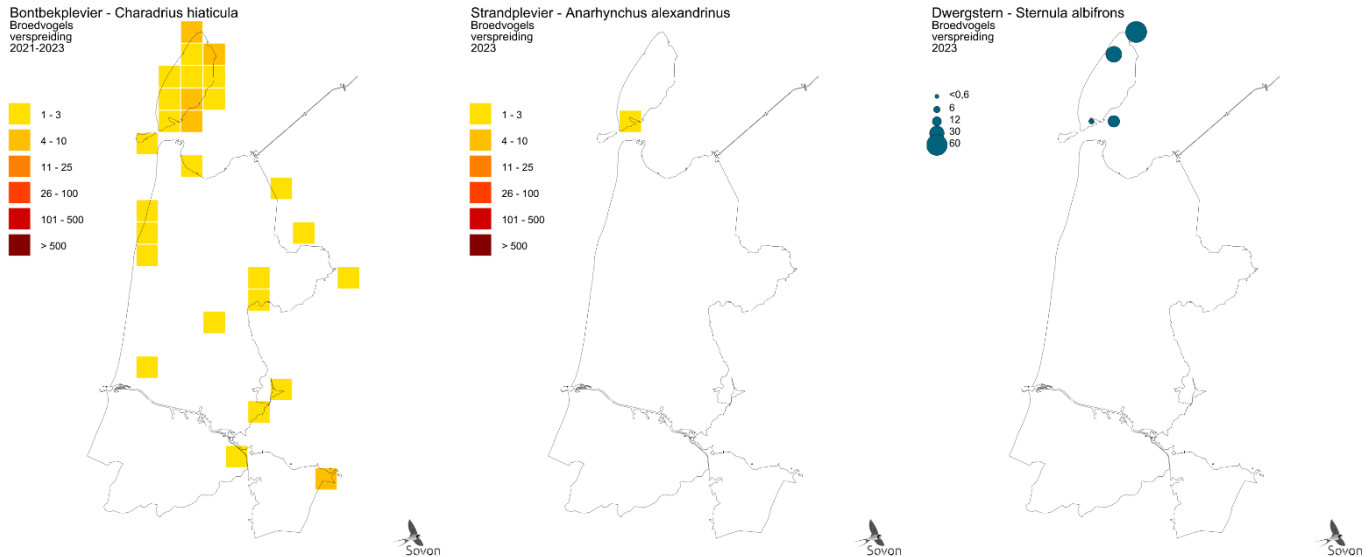 Bontbekplevier - Charadrius hiaticula
Broedvogels
verspreiding
2021-2023
1 - 3
4 - 10
11 - 25
26 - 100
101 - 500
> 500
Sovon
Strandplevier - Anarhynchus alexandrinus
Broedvogels
verspreiding
2023
1 - 3
4 - 10
11 - 25
26 - 100
101 - 500
> 500
Sovon
Dwergstern - Sternula albifrons
Broedvogels
verspreiding
2023
<0,6
6
12
30
60
Sovon